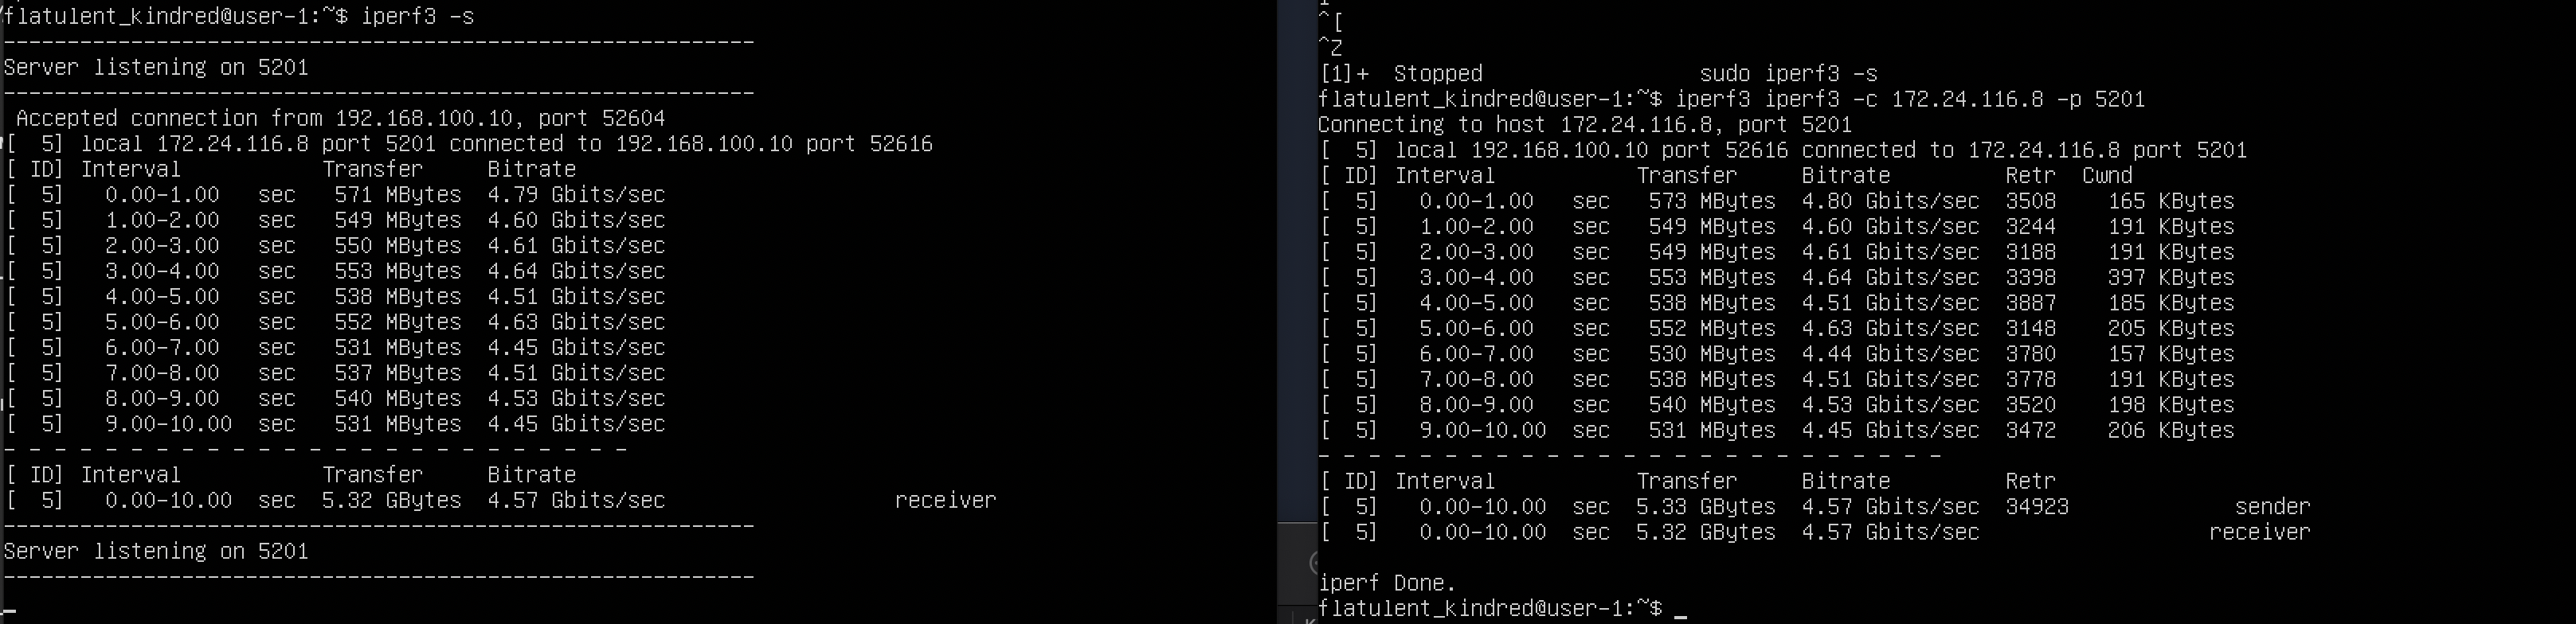 flatulent_kindred@user-1:~$ iperf3 -s
-----------------------------------------------------------
Server listening on 5201
-----------------------------------------------------------
Accepted connection from 192.168.100.10, port 52604
[  5] local 172.24.116.8 port 5201 connected to 192.168.100.10 port 52616
[ ID] Interval           Transfer     Bitrate
[  5]   0.00-1.00   sec   571 MBytes  4.79 Gbits/sec
[  5]   1.00-2.00   sec   549 MBytes  4.60 Gbits/sec
[  5]   2.00-3.00   sec   550 MBytes  4.61 Gbits/sec
[  5]   3.00-4.00   sec   553 MBytes  4.64 Gbits/sec
[  5]   4.00-5.00   sec   538 MBytes  4.51 Gbits/sec
[  5]   5.00-6.00   sec   552 MBytes  4.63 Gbits/sec
[  5]   6.00-7.00   sec   531 MBytes  4.45 Gbits/sec
[  5]   7.00-8.00   sec   537 MBytes  4.51 Gbits/sec
[  5]   8.00-9.00   sec   540 MBytes  4.53 Gbits/sec
[  5]   9.00-10.00  sec   531 MBytes  4.45 Gbits/sec
- - - - - - - - - - - - - - - - - - - - - - - - -
[ ID] Interval           Transfer     Bitrate
[  5]   0.00-10.00  sec  5.32 GBytes  4.57 Gbits/sec                  receiver
-----------------------------------------------------------
Server listening on 5201
-----------------------------------------------------------
^[
^Z
[1]+  Stopped                 sudo iperf3 -s
flatulent_kindred@user-1:~$ iperf3 iperf3 -c 172.24.116.8 -p 5201
Connecting to host 172.24.116.8, port 5201
[  5] local 192.168.100.10 port 52616 connected to 172.24.116.8 port 5201
[ ID] Interval           Transfer     Bitrate         Retr  Cwnd
[  5]   0.00-1.00   sec   573 MBytes  4.80 Gbits/sec  3508    165 KBytes
[  5]   1.00-2.00   sec   549 MBytes  4.60 Gbits/sec  3244    191 KBytes
[  5]   2.00-3.00   sec   549 MBytes  4.61 Gbits/sec  3188    191 KBytes
[  5]   3.00-4.00   sec   553 MBytes  4.64 Gbits/sec  3398    397 KBytes
[  5]   4.00-5.00   sec   538 MBytes  4.51 Gbits/sec  3887    185 KBytes
[  5]   5.00-6.00   sec   552 MBytes  4.63 Gbits/sec  3148    205 KBytes
[  5]   6.00-7.00   sec   530 MBytes  4.44 Gbits/sec  3780    157 KBytes
[  5]   7.00-8.00   sec   538 MBytes  4.51 Gbits/sec  3778    191 KBytes
[  5]   8.00-9.00   sec   540 MBytes  4.53 Gbits/sec  3520    198 KBytes
[  5]   9.00-10.00  sec   531 MBytes  4.45 Gbits/sec  3472    206 KBytes
- - - - - - - - - - - - - - - - - - - - - - - - -
[ ID] Interval           Transfer     Bitrate         Retr
[  5]   0.00-10.00  sec  5.33 GBytes  4.57 Gbits/sec  34923             sender
[  5]   0.00-10.00  sec  5.32 GBytes  4.57 Gbits/sec                  receiver
iperf Done.
flatulent_kindred@user-1:~$ _